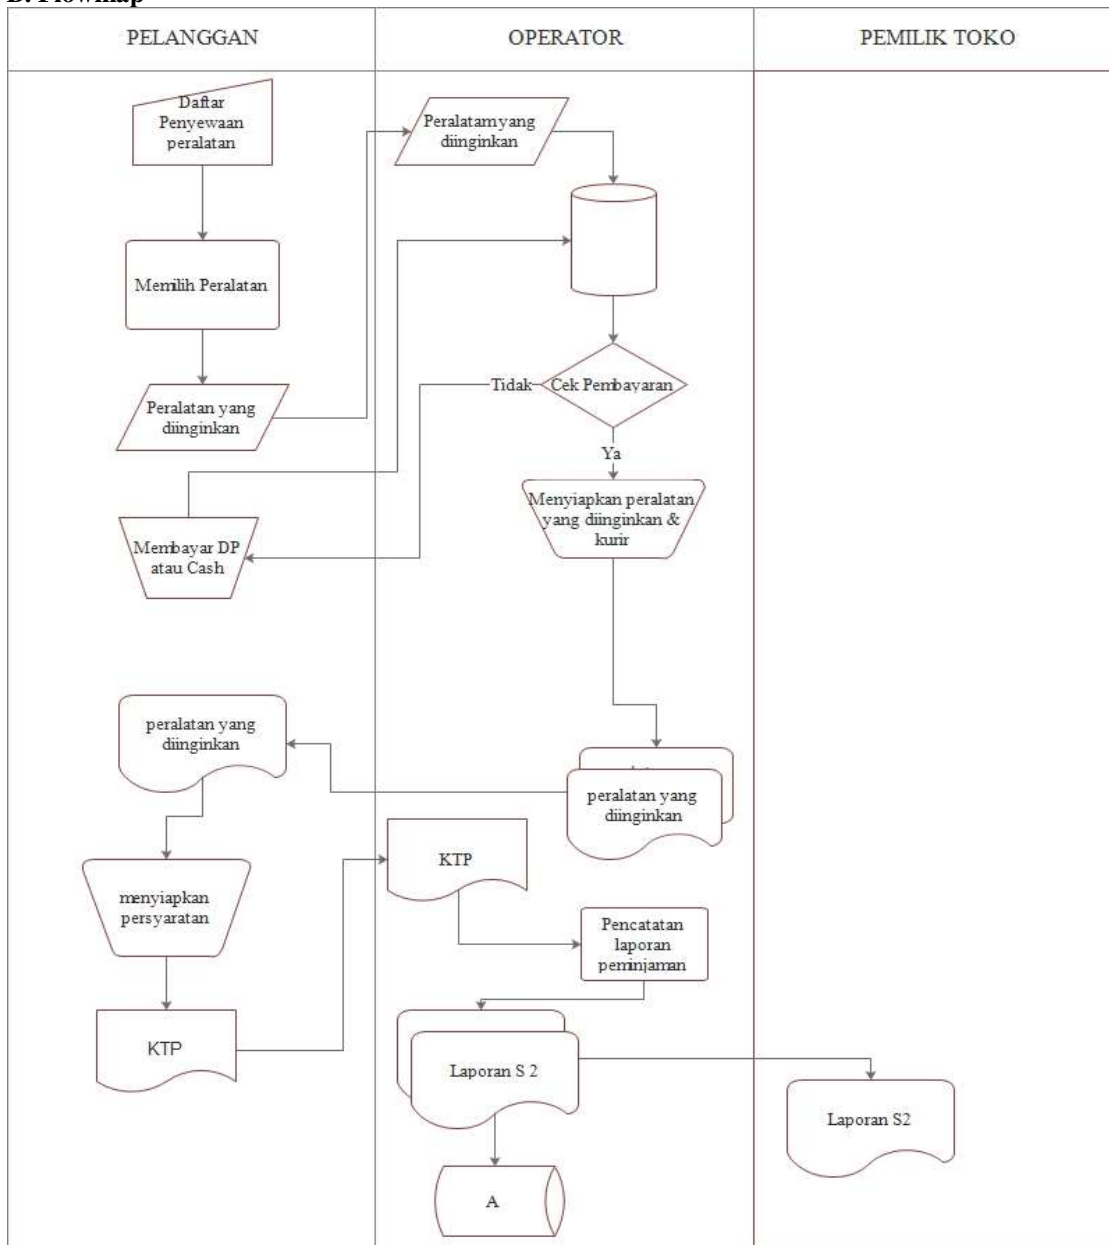 B. Flowmap
PELANGGAN
OPERATOR
PEMILIK TOKO
Daftar
Penyewaan
peralatan
Peralatam yang
diinginkan
Memilih Peralatan
Peralatan yang
diinginkan
Tidak
Cek Pembayaran
Ya
Menyiapkan peralatan
yang diinginkan &
kurir
Membayar DP
atau Cash
peralatan yang
diinginkan
peralatan yang
diinginkan
KTP
menyiapkan
persyaratan
Pencatatan
laporan
peminjaman
KTP
Laporan S 2
Laporan S2
A